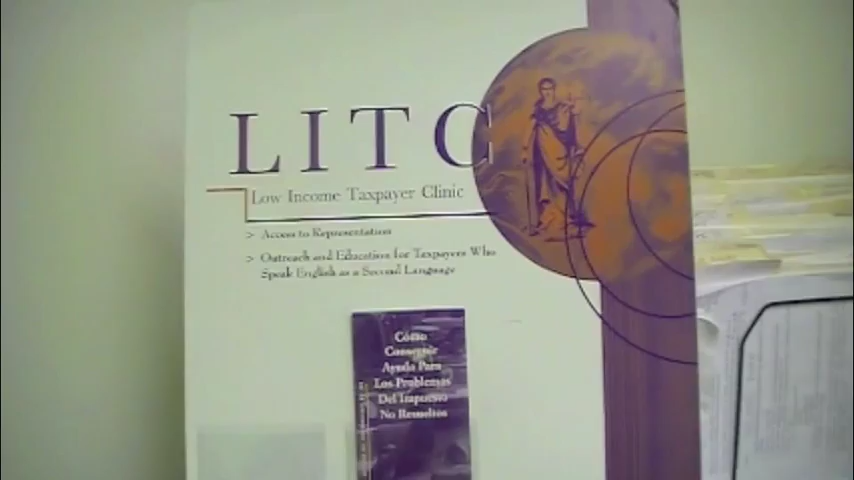 LITC
Low Income Taxpayer Clinic
> Access to Representation
> Outreach and Education for Taxpayers Who
Speak English as a Second Language
Cómo
Conseguir
Ayuda Para
Los Problemas
Del Impuesto
No Resueltos